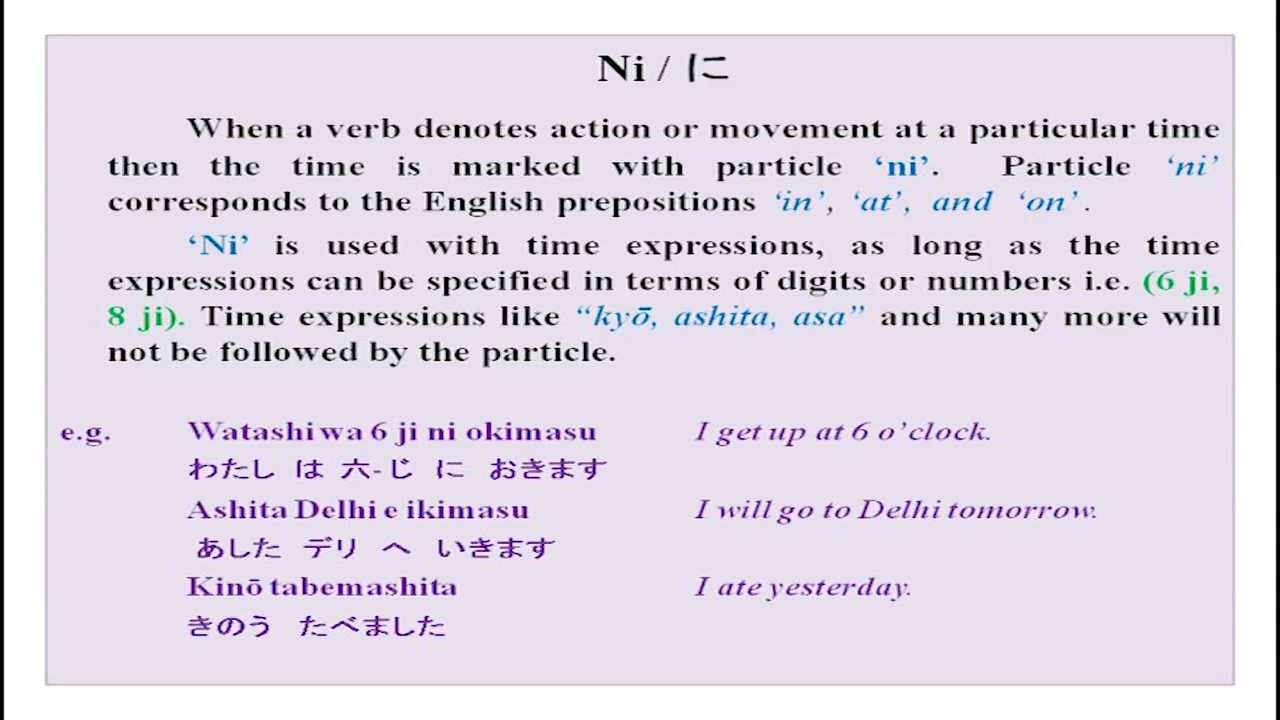 Ni / に
When a verb denotes action or movement at a particular time
then the time is marked with particle ‘ni’. Particle ‘ni’
corresponds to the English prepositions ‘in’, ‘at’, and ‘on’.
‘Ni’ is used with time expressions, as long as the time
expressions can be specified in terms of digits or numbers i.e. (6 ji,
8 ji). Time expressions like “kyō, ashita, asa” and many more will
not be followed by the particle.
e.g. Watashi wa 6 ji ni okimasu I get up at 6 o’clock.
わたし は 六-じ に おきます
Ashita Delhi e ikimasu I will go to Delhi tomorrow.
あした デリ へ いきます
Kinō tabemashita I ate yesterday.
きのう たべました